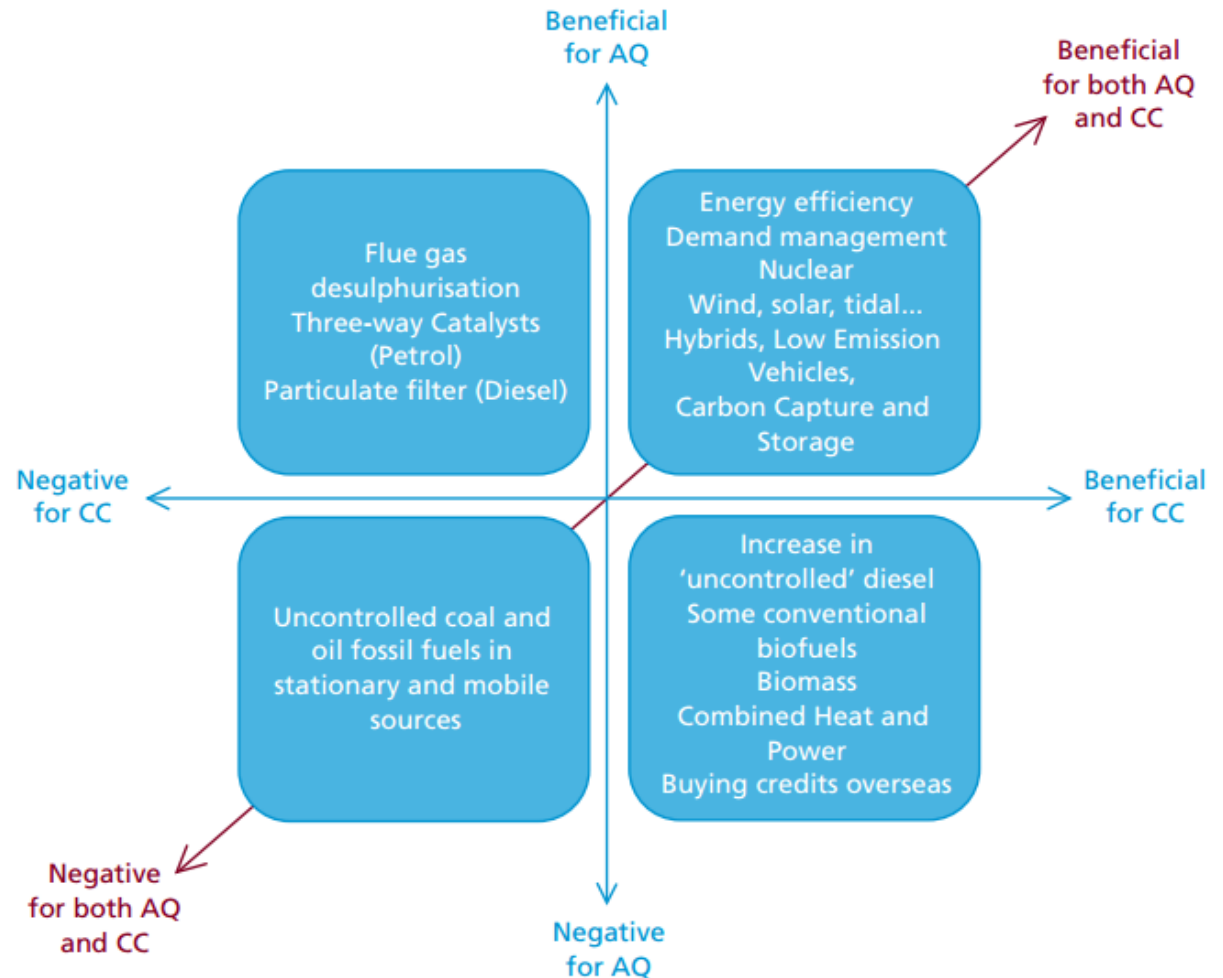 Beneficial
for AQ
Beneficial
for both AQ
and CC
Flue gas
desulphurisation
Three-way Catalysts
(Petrol)
Particulate filter (Diesel)
Energy efficiency
Demand management
Nuclear
Wind, solar, tidal...
Hybrids, Low Emission
Vehicles,
Carbon Capture and
Storage
Negative
for CC
Beneficial
for CC
Uncontrolled coal and
oil fossil fuels in
stationary and mobile
sources
Increase in
‘uncontrolled’ diesel
Some conventional
biofuels
Biomass
Combined Heat and
Power
Buying credits overseas
Negative
for both AQ
and CC
Negative
for AQ